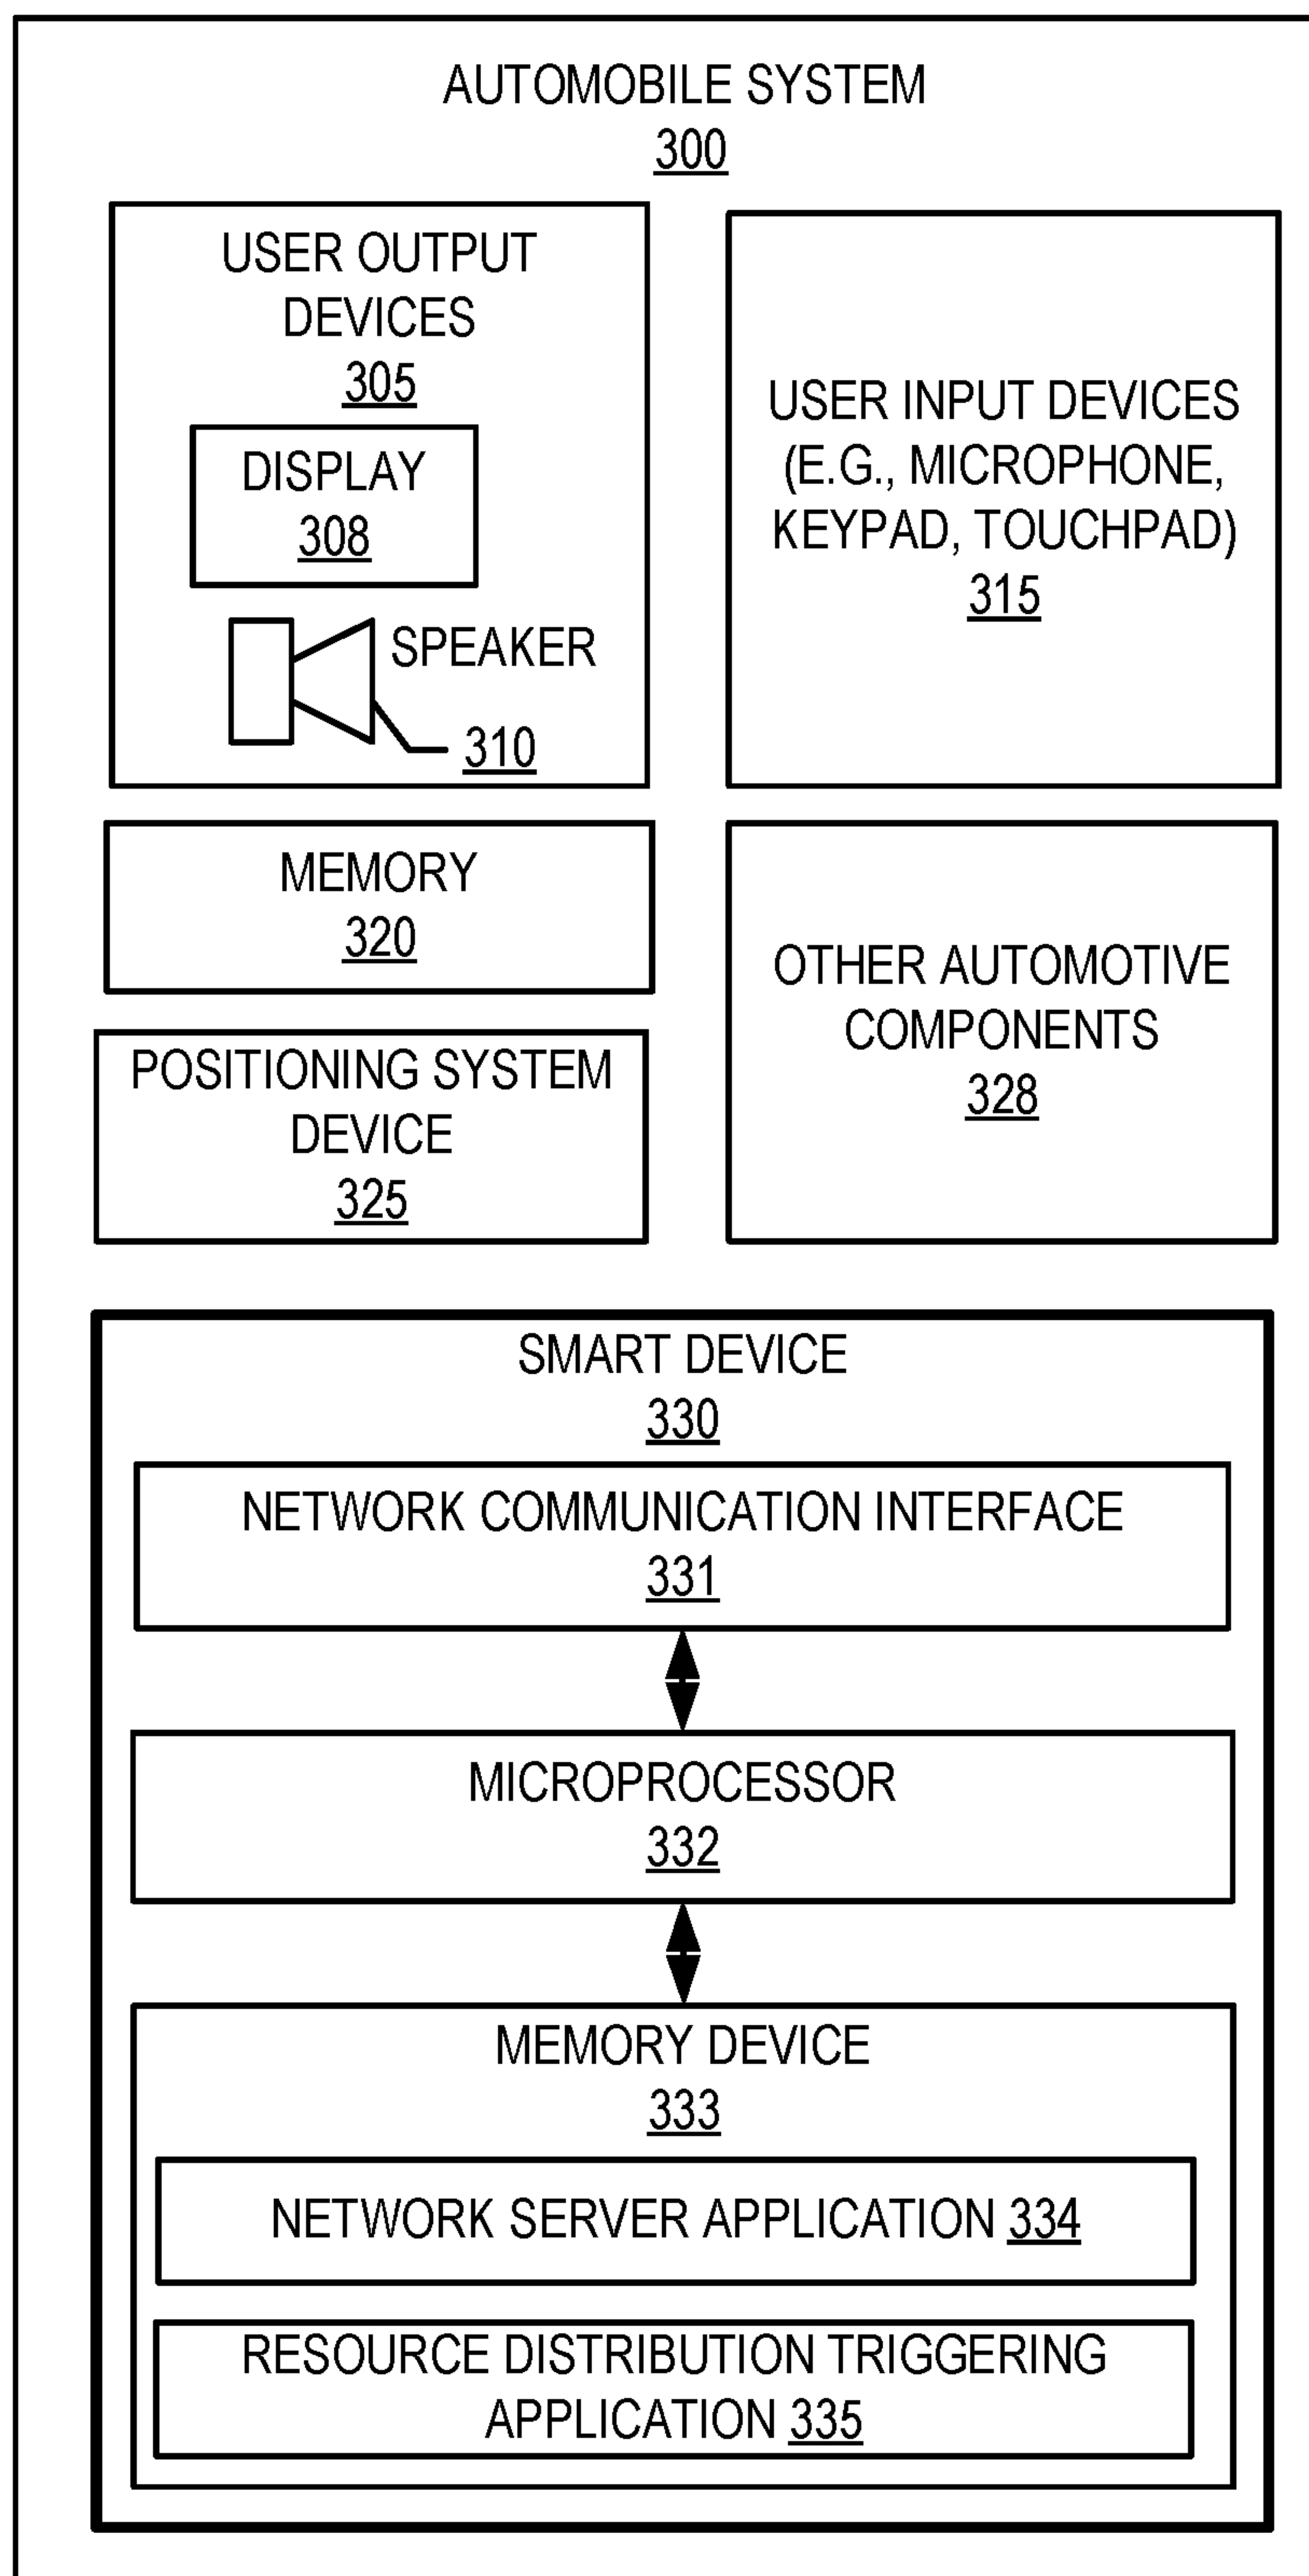 AUTOMOBILE SYSTEM
300
USER OUTPUT
DEVICES
305
DISPLAY
308
SPEAKER
310
USER INPUT DEVICES
(E.G., MICROPHONE,
KEYPAD, TOUCHPAD)
315
MEMORY
320
POSITIONING SYSTEM
DEVICE
325
OTHER AUTOMOTIVE
COMPONENTS
328
SMART DEVICE
330
NETWORK COMMUNICATION INTERFACE
331
MICROPROCESSOR
332
MEMORY DEVICE
333
NETWORK SERVER APPLICATION 334
RESOURCE DISTRIBUTION TRIGGERING
APPLICATION 335